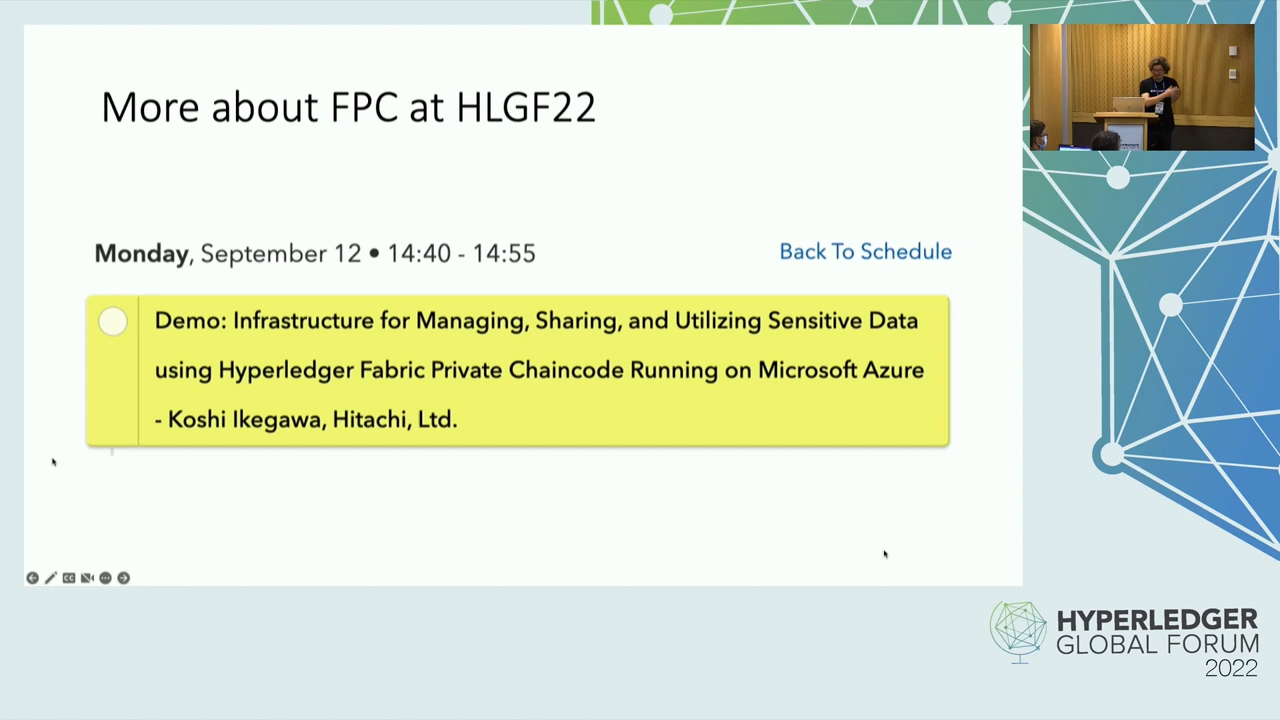 More about FPC at HLGF22
Monday, September 12 • 14:40 - 14:55
Back To Schedule
Demo: Infrastructure for Managing, Sharing, and Utilizing Sensitive Data
using Hyperledger Fabric Private Chaincode Running on Microsoft Azure
- Koshi Ikegawa, Hitachi, Ltd.
CC
HYPERLEDGER
GLOBAL FORUM
2022